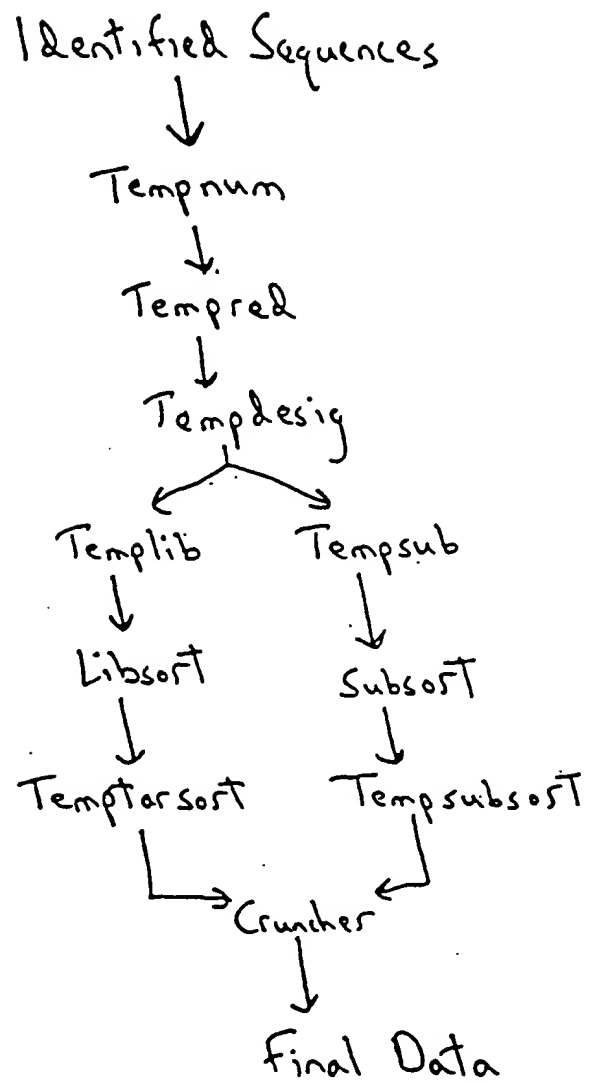 Identified Sequences
Tempnum
Tempred
Tempdesig
Templib Tempsub
Libsort Subsort
Temptarsort Tempsubsort
Cruncher
Final Data